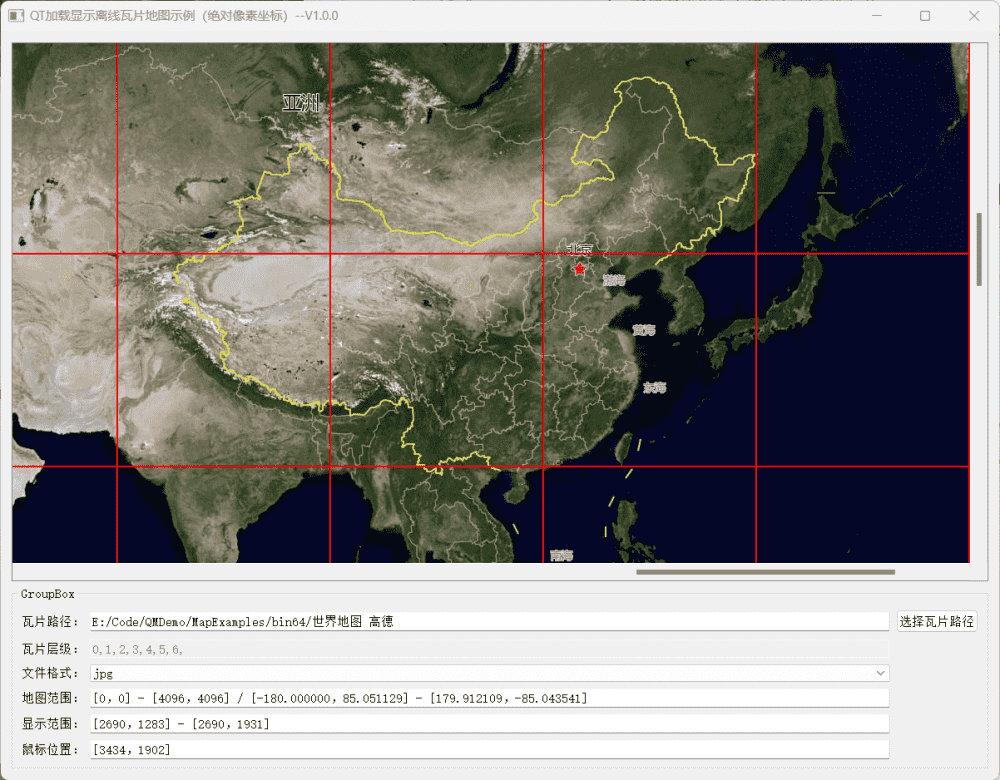 QT加载显示离线瓦片地图示例（绝对像素坐标）--V1.0.0
亚洲
北京
渤海
黄海
东海
南海
GroupBox
瓦片路径： E:/Code/QMDemo/MapExamples/bin64/世界地图 高德 选择瓦片路径
瓦片层级： 0,1,2,3,4,5,6,
文件格式： jpg
地图范围： [0，0] - [4096，4096] / [-180.000000，85.051129] - [179.912109，-85.043541]
显示范围： [2690，1283] - [2690，1931]
鼠标位置： [3434，1902]